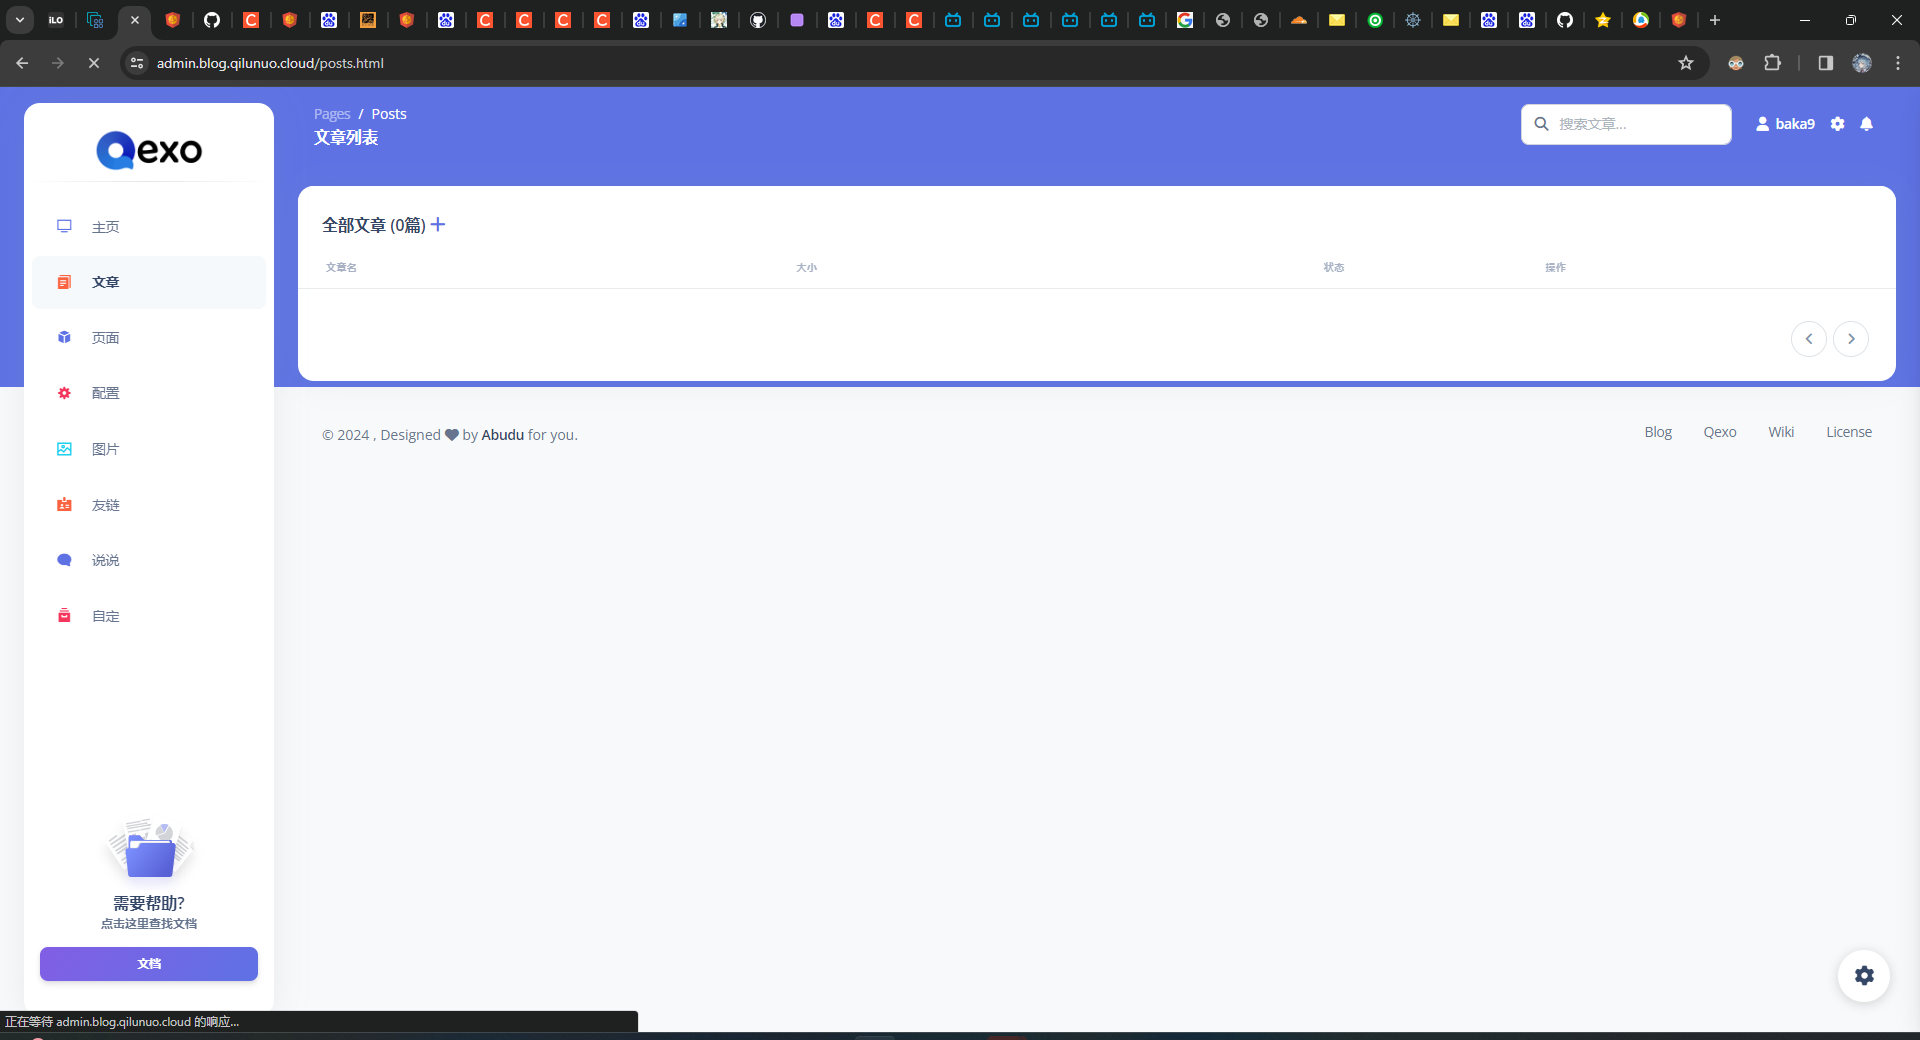 iLO
admin.blog.qilunuo.cloud/posts.html
Qexo
主页
文章
页面
配置
图片
友链
说说
自定
需要帮助?
点击这里查找文档
文档
Pages / Posts
文章列表
搜索文章...
baka9
全部文章 (0篇)
文章名 大小 状态 操作
© 2024 , Designed by Abudu for you.
Blog Qexo Wiki License
正在等待 admin.blog.qilunuo.cloud 的响应...